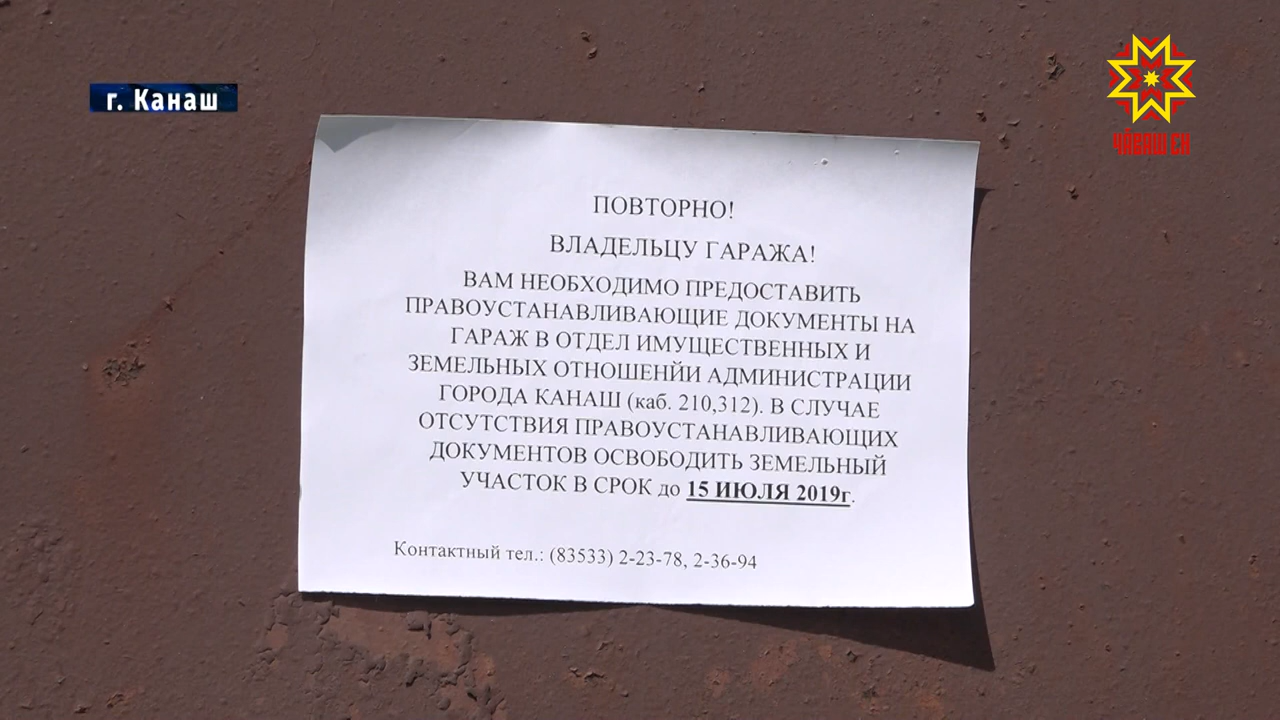 г. Канаш
ЧӐВАШ ЕН
ПОВТОРНО!
ВЛАДЕЛЬЦУ ГАРАЖА!
ВАМ НЕОБХОДИМО ПРЕДОСТАВИТЬ
ПРАВОУСТАНАВЛИВАЮЩИЕ ДОКУМЕНТЫ НА
ГАРАЖ В ОТДЕЛ ИМУЩЕСТВЕННЫХ И
ЗЕМЕЛЬНЫХ ОТНОШЕНЙИ АДМИНИСТРАЦИИ
ГОРОДА КАНАШ (каб. 210,312). В СЛУЧАЕ
ОТСУТСТВИЯ ПРАВОУСТАНАВЛИВАЮЩИХ
ДОКУМЕНТОВ ОСВОБОДИТЬ ЗЕМЕЛЬНЫЙ
УЧАСТОК В СРОК до 15 ИЮЛЯ 2019г.
Контактный тел.: (83533) 2-23-78, 2-36-94